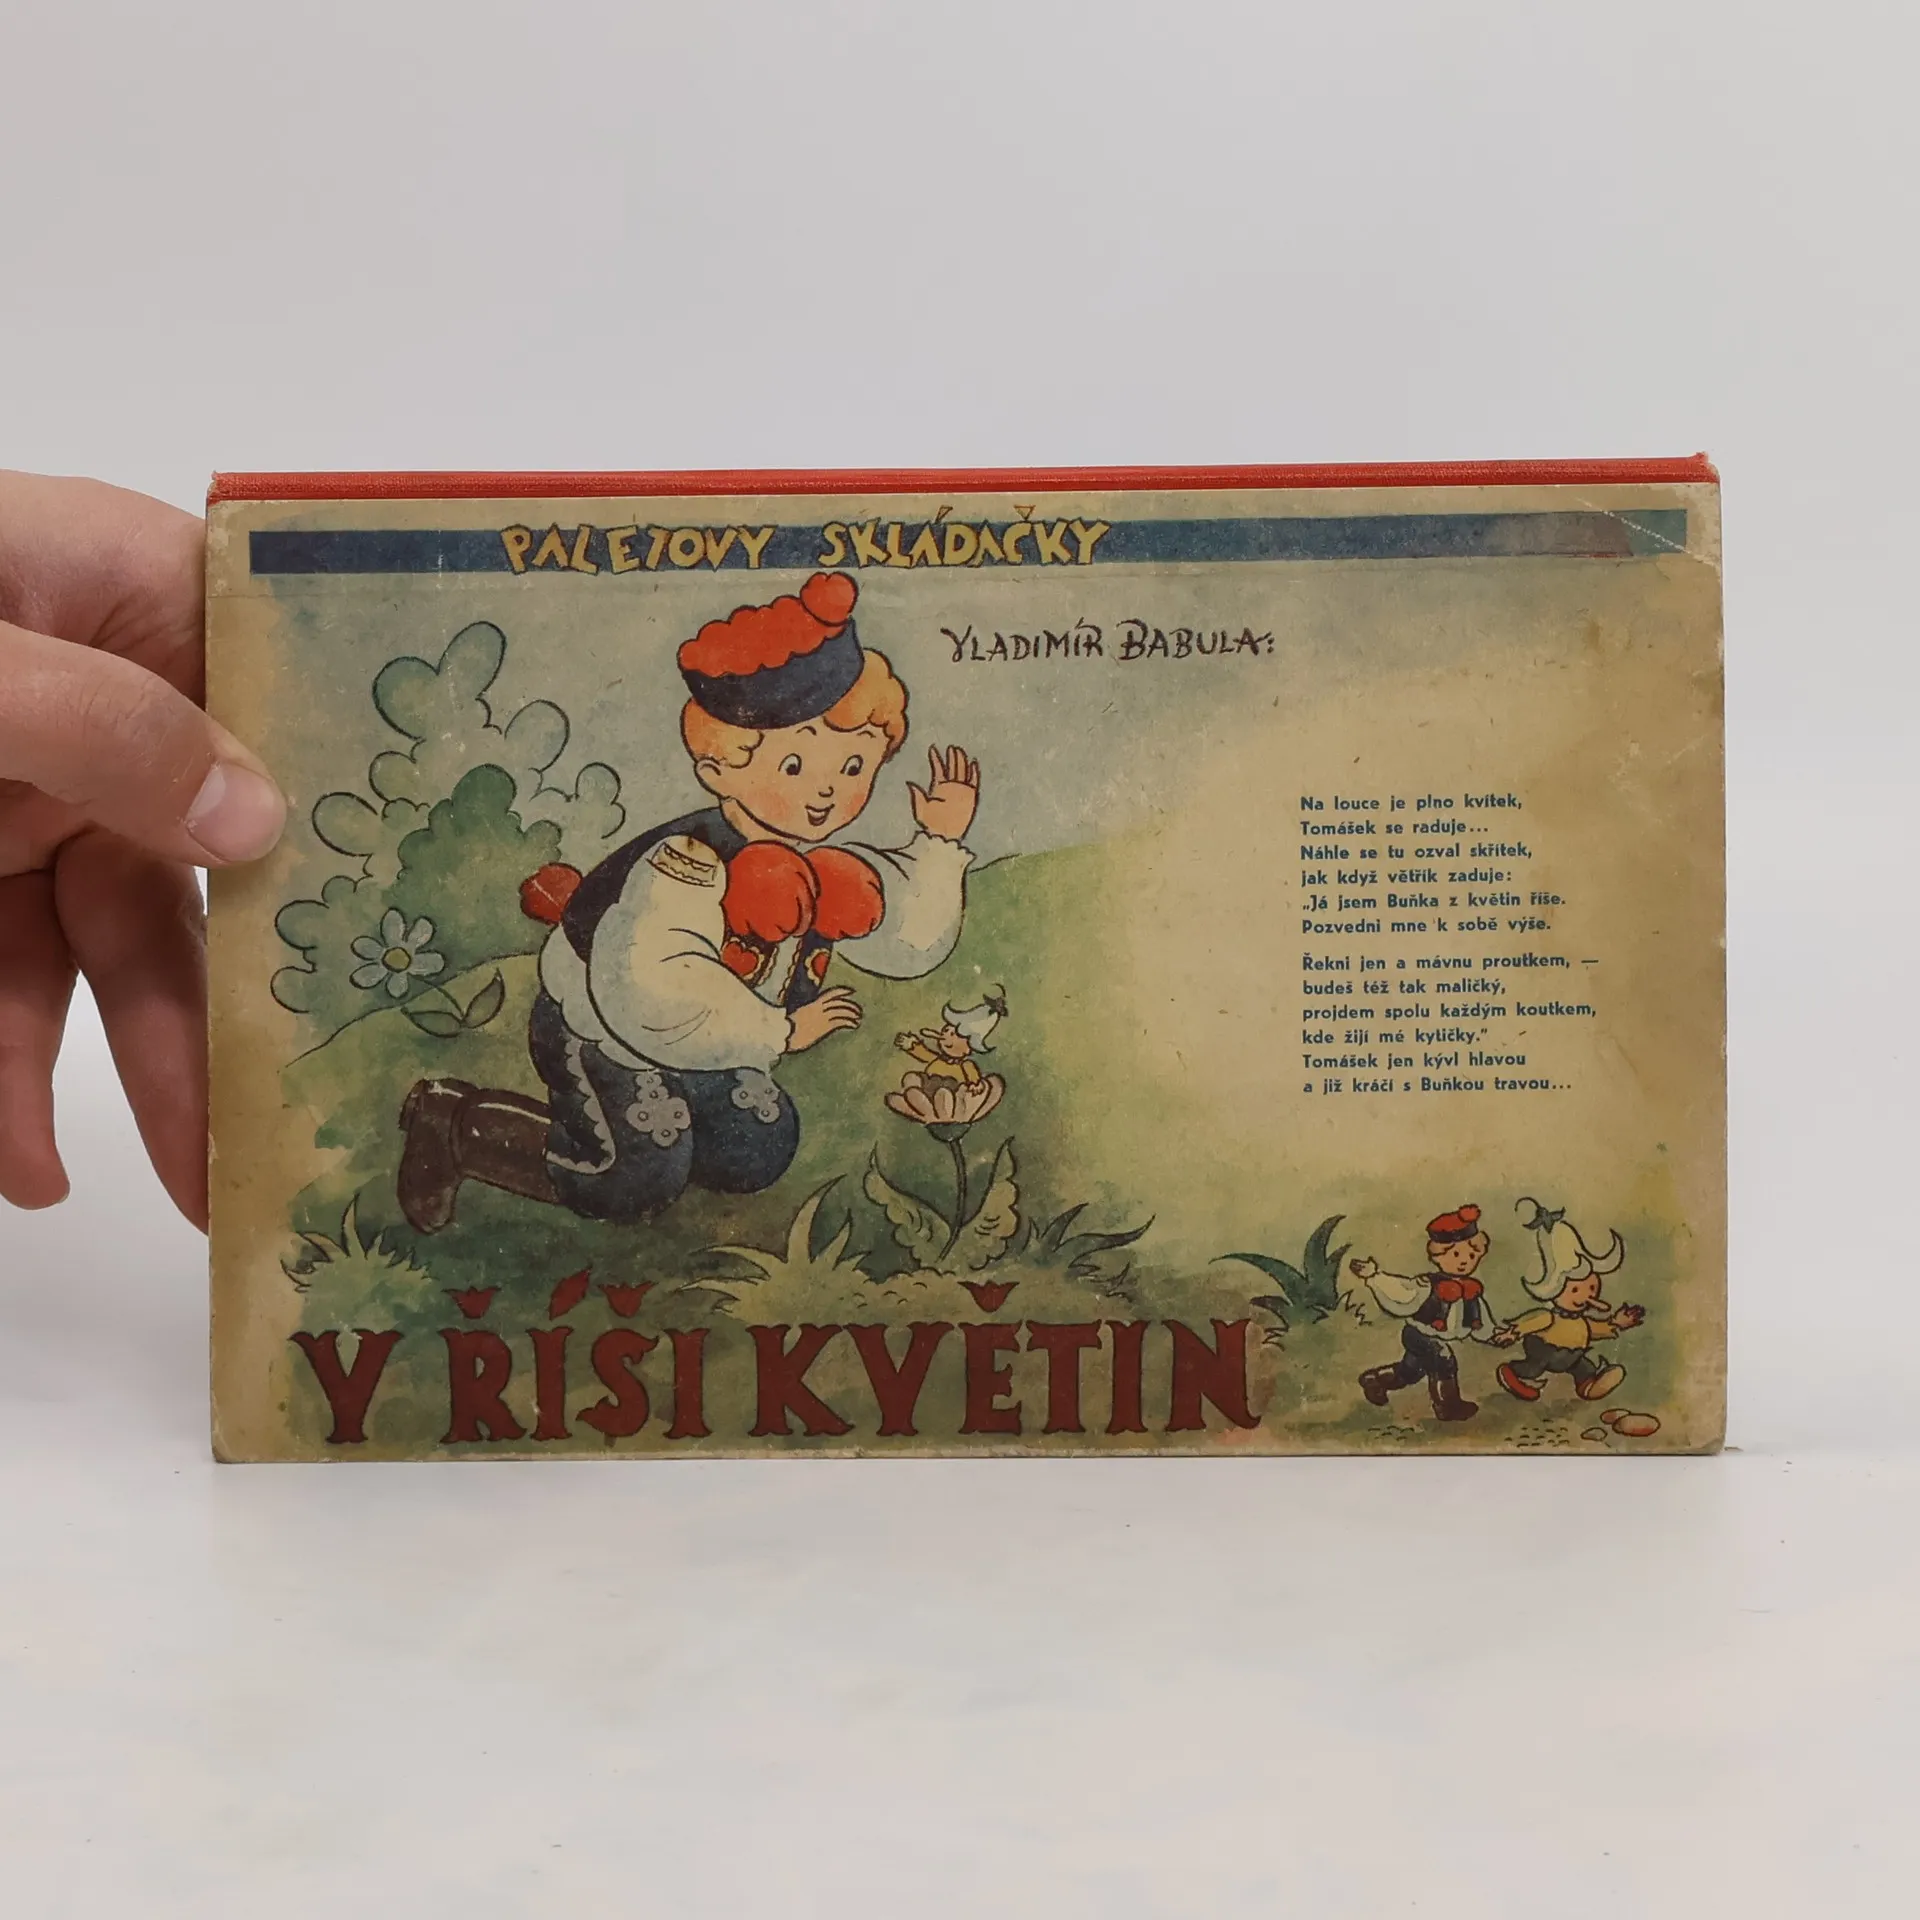 PALETOVY SKLÁDAČKY
VLADIMÍR BABULA:
Na louce je plno kvítek,
Tomášek se raduje...
Náhle se tu ozval skřítek,
jak když větřík zaduje:
„Já jsem Buňka z květin říše.
Pozvedni mne k sobě výše.
Řekni jen a mávnu proutkem, —
budeš též tak maličký,
projdem spolu každým koutkem,
kde žijí mé kytičky.”
Tomášek jen kývl hlavou
a již kráčí s Buňkou travou...
V ŘÍŠI KVĚTIN